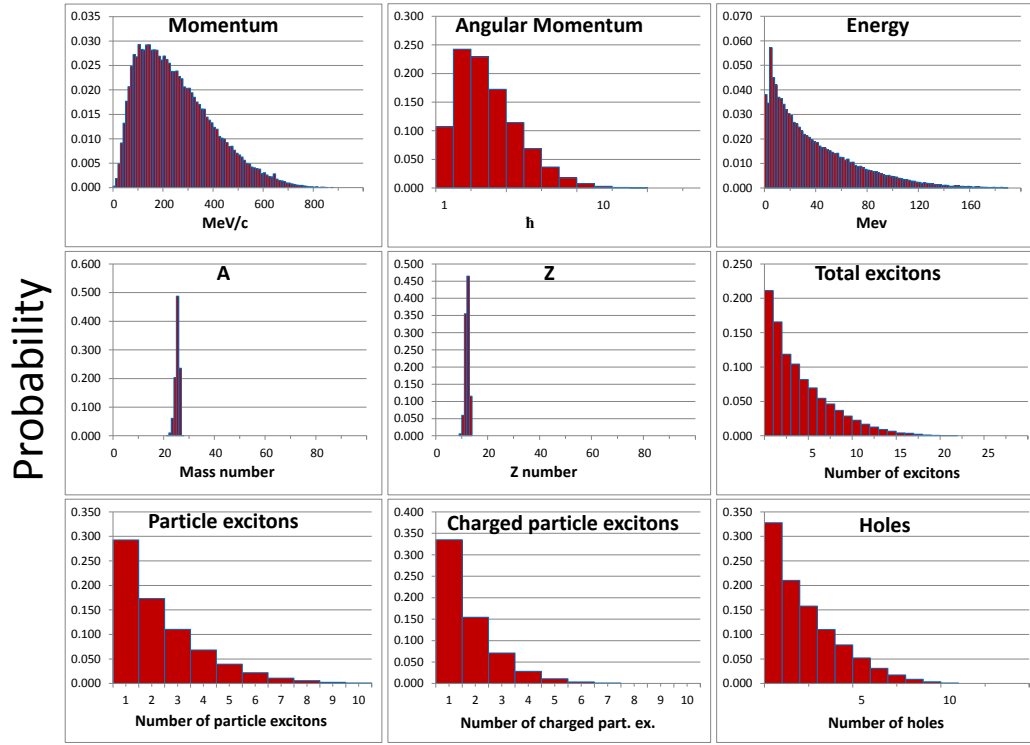 Probability
Momentum
0.035
0.030
0.025
0.020
0.015
0.010
0.005
0.000
0 200 400 600 800
MeV/c
Angular Momentum
0.300
0.250
0.200
0.150
0.100
0.050
0.000
1 10
ħ
Energy
0.070
0.060
0.050
0.040
0.030
0.020
0.010
0.000
0 40 80 120 160
Mev
A
0.600
0.500
0.400
0.300
0.200
0.100
0.000
0 20 40 60 80
Mass number
Z
0.500
0.450
0.400
0.350
0.300
0.250
0.200
0.150
0.100
0.050
0.000
0 20 40 60 80
Z number
Total excitons
0.250
0.200
0.150
0.100
0.050
0.000
5 10 15 20 25
Number of excitons
Particle excitons
0.350
0.300
0.250
0.200
0.150
0.100
0.050
0.000
1 2 3 4 5 6 7 8 9 10
Number of particle excitons
Charged particle excitons
0.400
0.350
0.300
0.250
0.200
0.150
0.100
0.050
0.000
1 2 3 4 5 6 7 8 9 10
Number of charged part. ex.
Holes
0.350
0.300
0.250
0.200
0.150
0.100
0.050
0.000
5 10
Number of holes